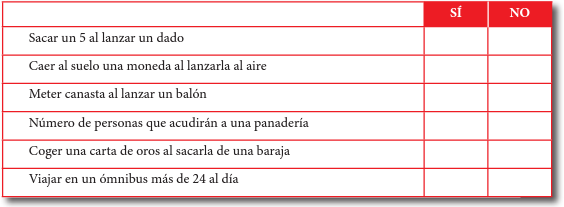 SÍ NO
Sacar un 5 al lanzar un dado
Caer al suelo una moneda al lanzarla al aire
Meter canasta al lanzar un balón
Número de personas que acudirán a una panadería
Coger una carta de oros al sacarla de una baraja
Viajar en un ómnibus más de 24 al día